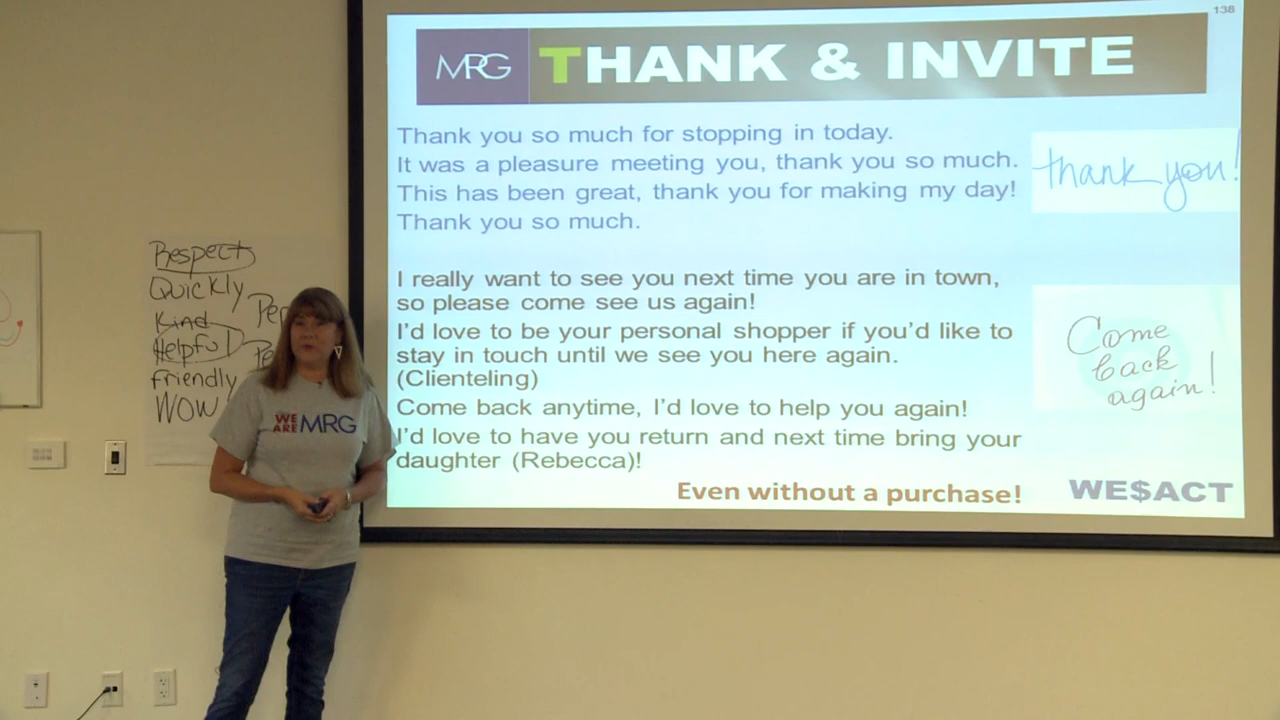 138
MRG THANK & INVITE
Thank you so much for stopping in today.
It was a pleasure meeting you, thank you so much.
This has been great, thank you for making my day!
Thank you so much.
thank you!
I really want to see you next time you are in town,
so please come see us again!
I'd love to be your personal shopper if you'd like to
stay in touch until we see you here again.
(Clienteling)
Come back anytime, I'd love to help you again!
I'd love to have you return and next time bring your
daughter (Rebecca)!
Come
back
again!
Even without a purchase!
WE$ACT
Respect
Quickly
Kind
Helpful
Friendly
WOW
WE
ARE MRG